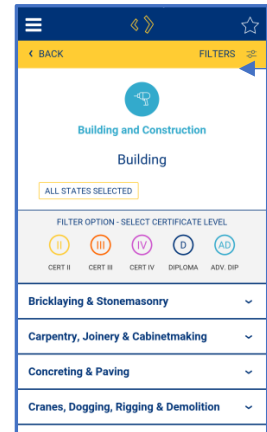 BACK FILTERS
Building and Construction
Building
ALL STATES SELECTED
FILTER OPTION - SELECT CERTIFICATE LEVEL
II III IV D AD
CERT II CERT III CERT IV DIPLOMA ADV. DIP
Bricklaying & Stonemasonry
Carpentry, Joinery & Cabinetmaking
Concreting & Paving
Cranes, Dogging, Rigging & Demolition